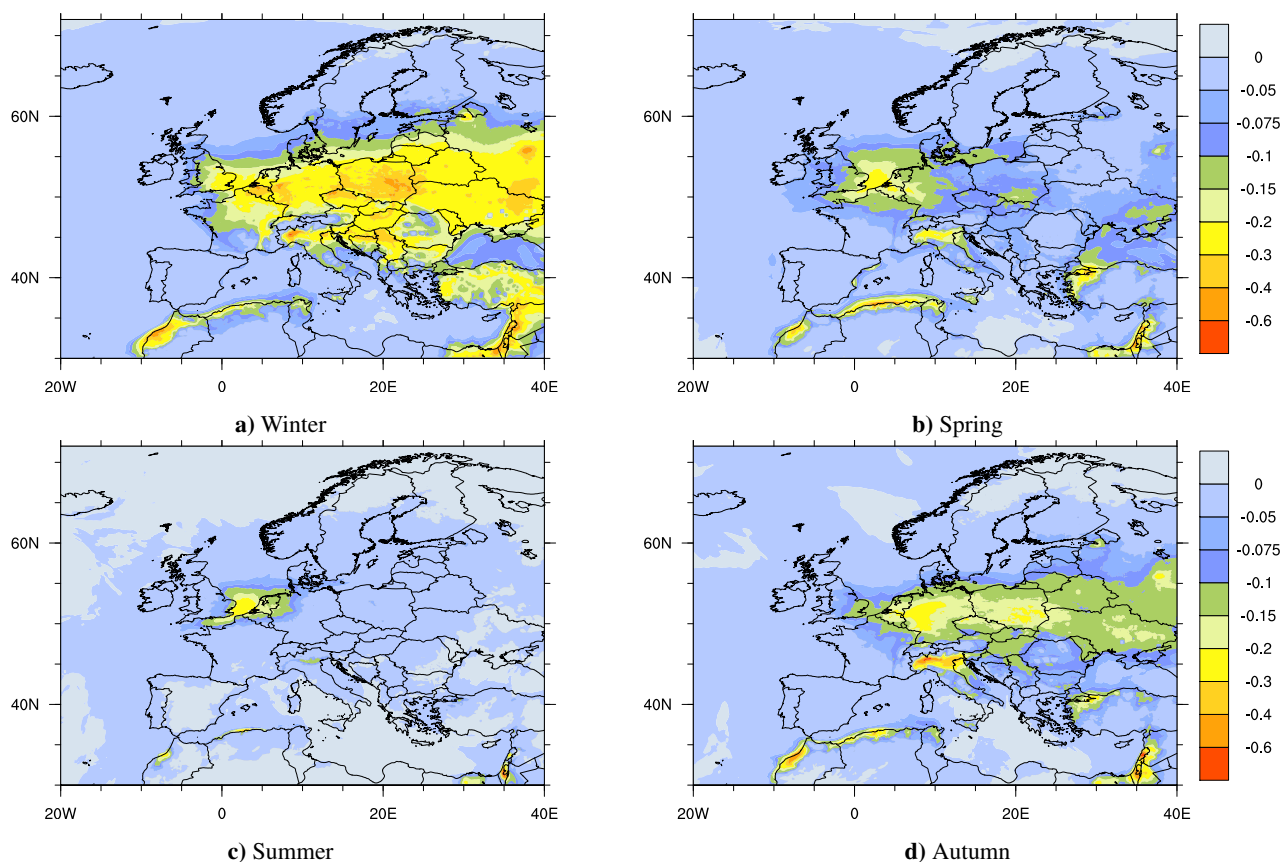 60N
40N
20W 0 20E 40E
a) Winter
60N
40N
20W 0 20E 40E
b) Spring
0
-0.05
-0.075
-0.1
-0.15
-0.2
-0.3
-0.4
-0.6
60N
40N
20W 0 20E 40E
c) Summer
60N
40N
20W 0 20E 40E
d) Autumn
0
-0.05
-0.075
-0.1
-0.15
-0.2
-0.3
-0.4
-0.6